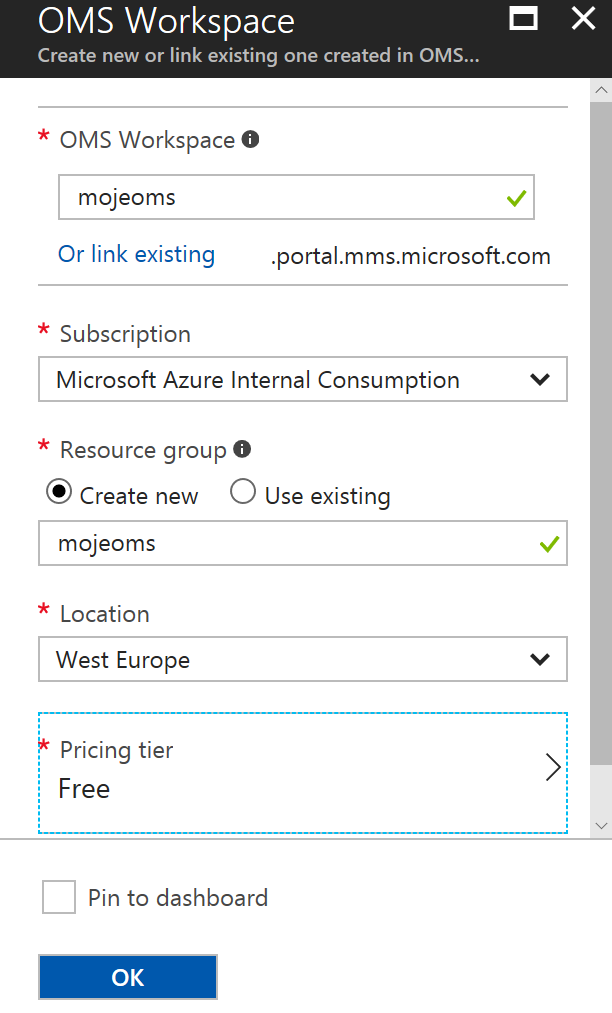 OMS Workspace
Create new or link existing one created in OMS...
* OMS Workspace
mojeoms
Or link existing .portal.mms.microsoft.com
* Subscription
Microsoft Azure Internal Consumption
* Resource group
Create new Use existing
mojeoms
* Location
West Europe
* Pricing tier
Free
Pin to dashboard
OK